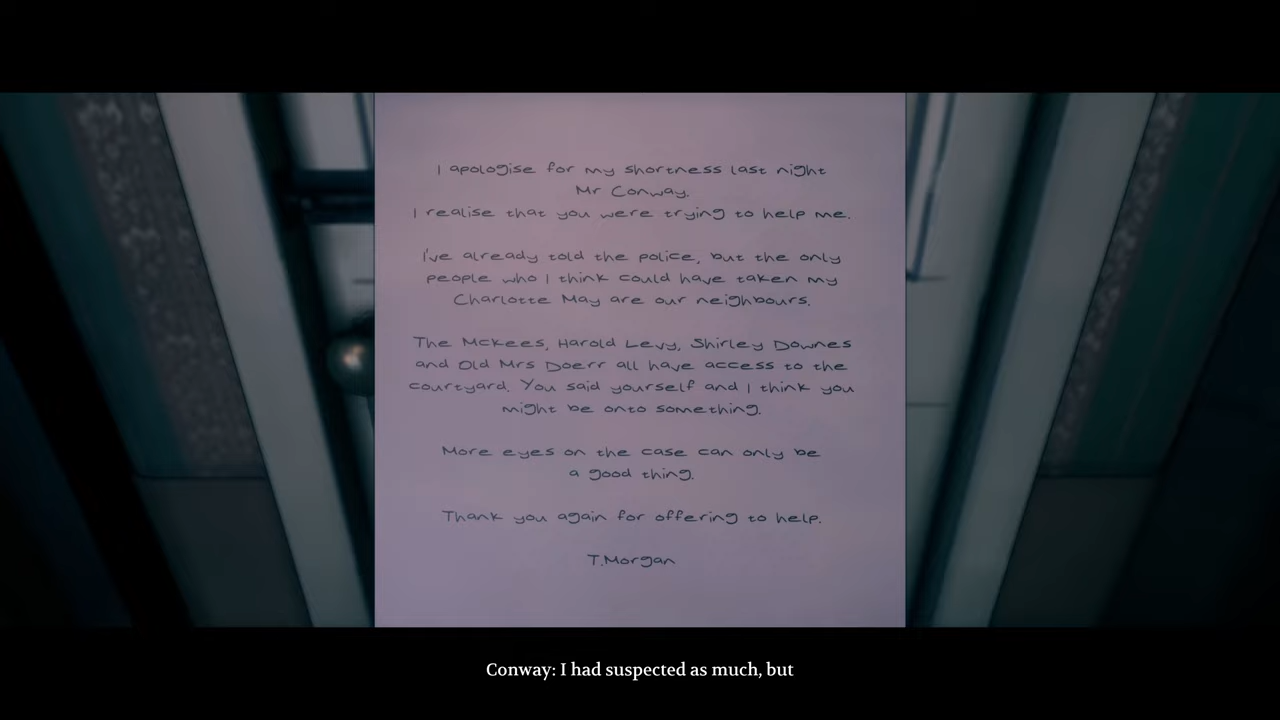 I apologise for my shortness last night
Mr Conway.
I realise that you were trying to help me.
I've already told the police, but the only
people who I think could have taken my
Charlotte May are our neighbours.
The McKees, Harold Levy, Shirley Downes
and Old Mrs Doerr all have access to the
courtyard. You said yourself and I think you
might be onto something.
More eyes on the case can only be
a good thing.
Thank you again for offering to help.
T.Morgan
Conway: I had suspected as much, but